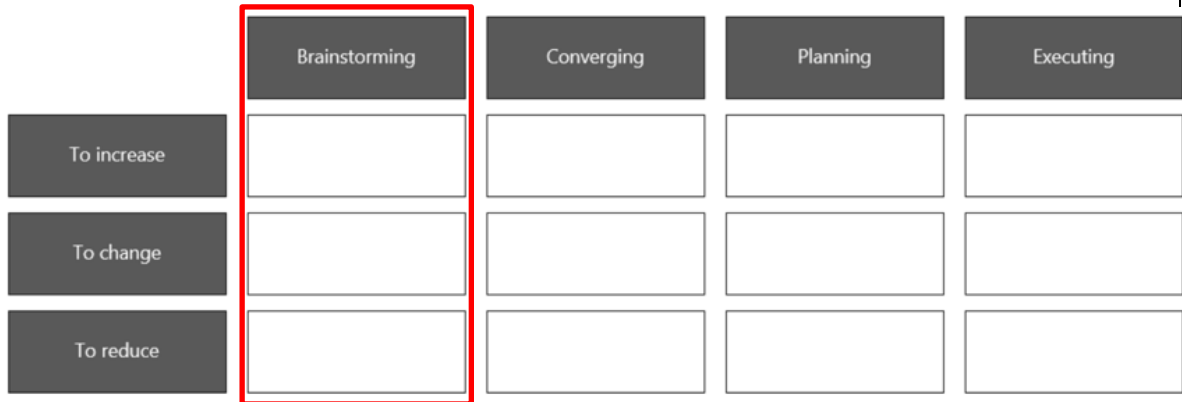 Brainstorming
Converging
Planning
Executing
To increase
To change
To reduce